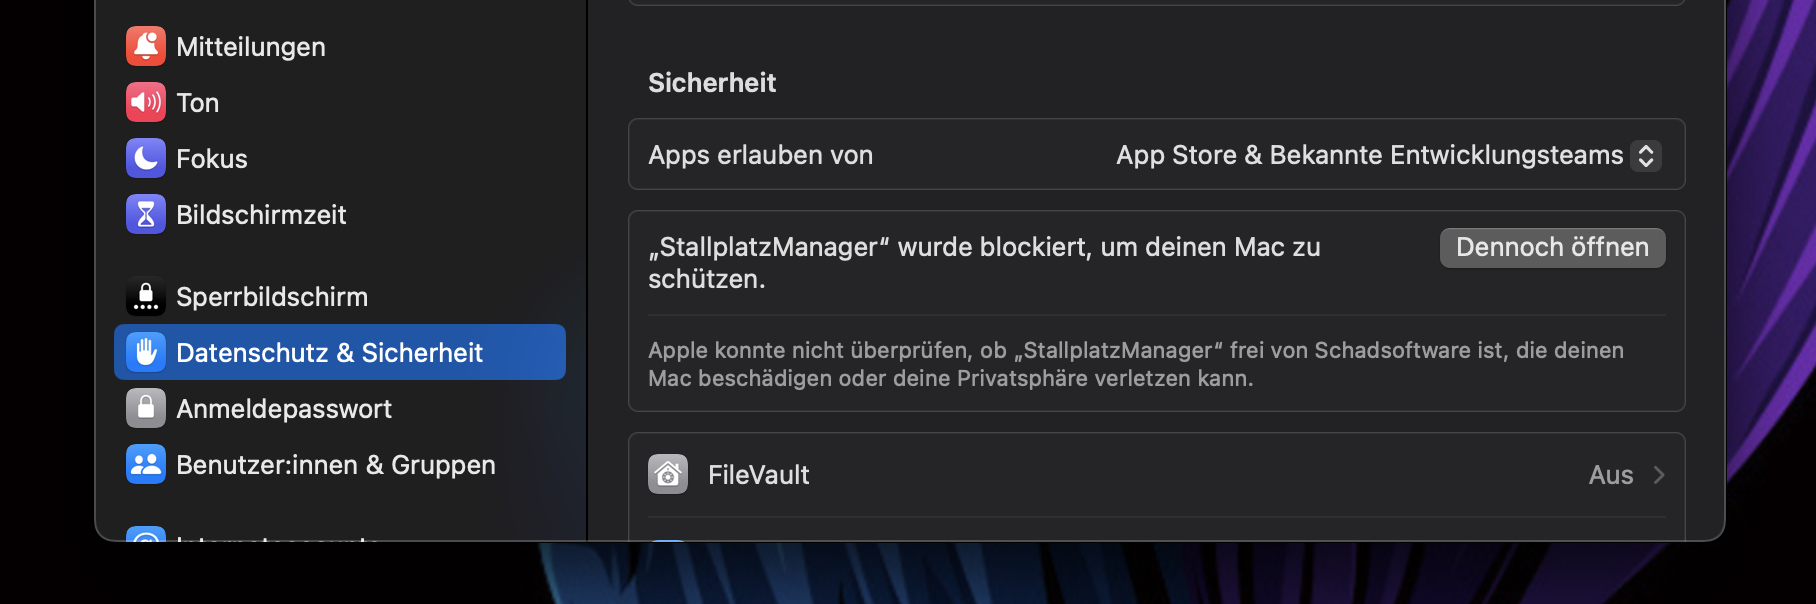 Mitteilungen
Ton
Fokus
Bildschirmzeit
Sperrbildschirm
Datenschutz & Sicherheit
Anmeldepasswort
Benutzer:innen & Gruppen
Sicherheit
Apps erlauben von
App Store & Bekannte Entwicklungsteams
„StallplatzManager“ wurde blockiert, um deinen Mac zu
schützen.
Dennoch öffnen
Apple konnte nicht überprüfen, ob „StallplatzManager“ frei von Schadsoftware ist, die deinen
Mac beschädigen oder deine Privatsphäre verletzen kann.
FileVault
Aus